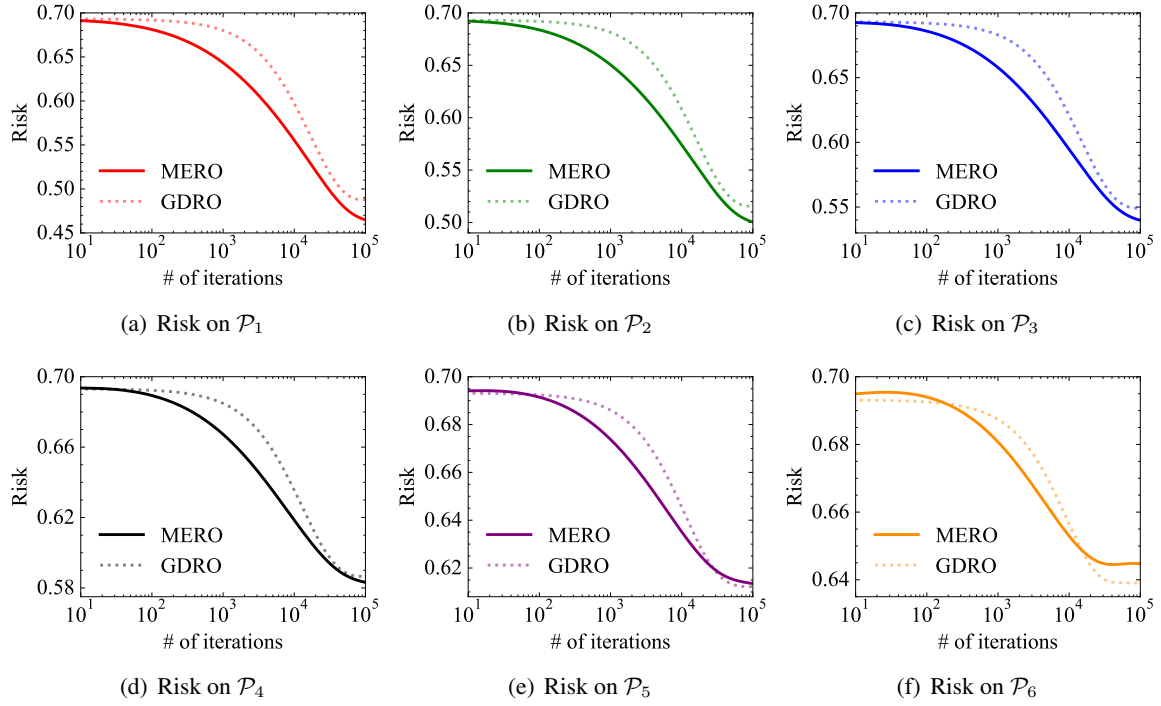 0.70
0.65
0.60
0.55
0.50
0.45
Risk
MERO
GDRO
10^1 10^2 10^3 10^4 10^5
# of iterations
(a) Risk on 𝒫₁
0.70
0.65
0.60
0.55
0.50
Risk
MERO
GDRO
10^1 10^2 10^3 10^4 10^5
# of iterations
(b) Risk on 𝒫₂
0.70
0.65
0.60
0.55
Risk
MERO
GDRO
10^1 10^2 10^3 10^4 10^5
# of iterations
(c) Risk on 𝒫₃
0.70
0.66
0.62
0.58
Risk
MERO
GDRO
10^1 10^2 10^3 10^4 10^5
# of iterations
(d) Risk on 𝒫₄
0.70
0.68
0.66
0.64
0.62
Risk
MERO
GDRO
10^1 10^2 10^3 10^4 10^5
# of iterations
(e) Risk on 𝒫₅
0.70
0.68
0.66
0.64
Risk
MERO
GDRO
10^1 10^2 10^3 10^4 10^5
# of iterations
(f) Risk on 𝒫₆